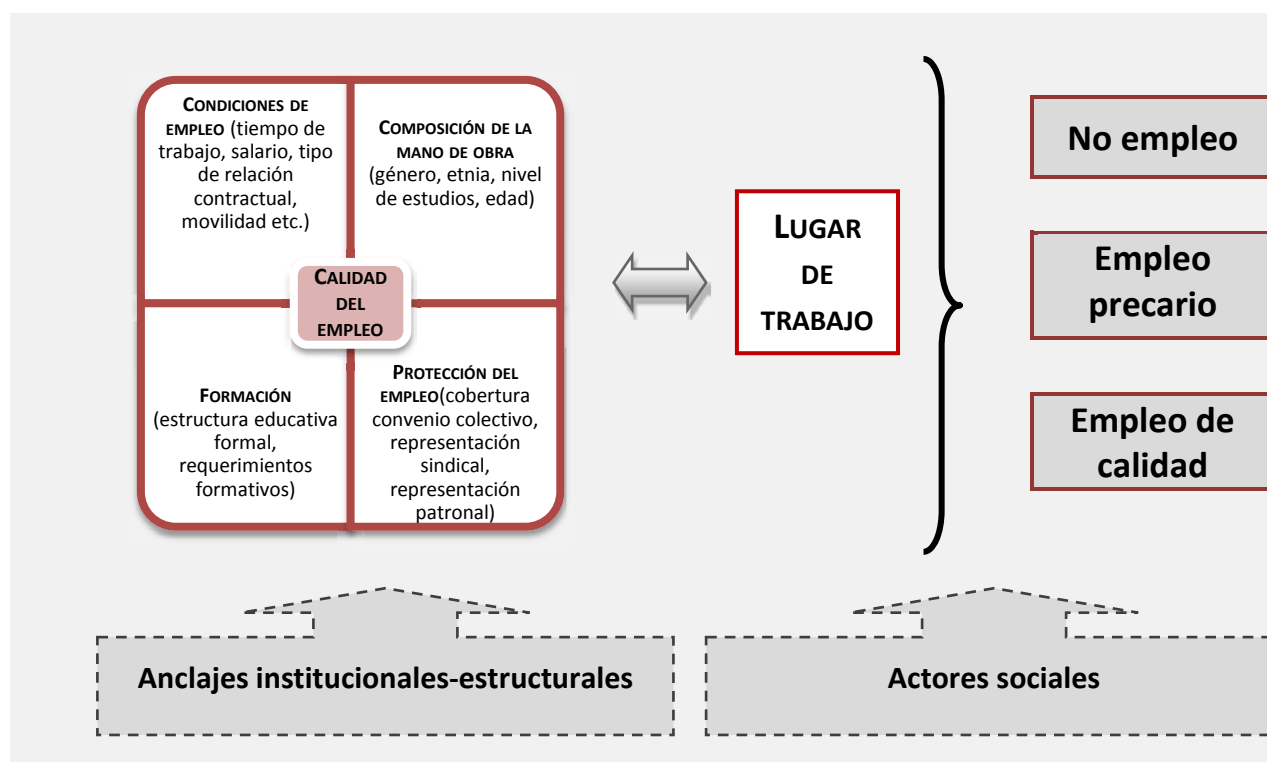 CONDICIONES DE
EMPLEO (tiempo de
trabajo, salario, tipo
de relación
contractual,
movilidad etc.)
COMPOSICIÓN DE LA
MANO DE OBRA
(género, etnia, nivel
de estudios, edad)
CALIDAD
DEL
EMPLEO
FORMACIÓN
(estructura educativa
formal,
requerimientos
formativos)
PROTECCIÓN DEL
EMPLEO(cobertura
convenio colectivo,
representación
sindical,
representación
patronal)
LUGAR
DE
TRABAJO
No empleo
Empleo
precario
Empleo de
calidad
Anclajes institucionales-estructurales
Actores sociales